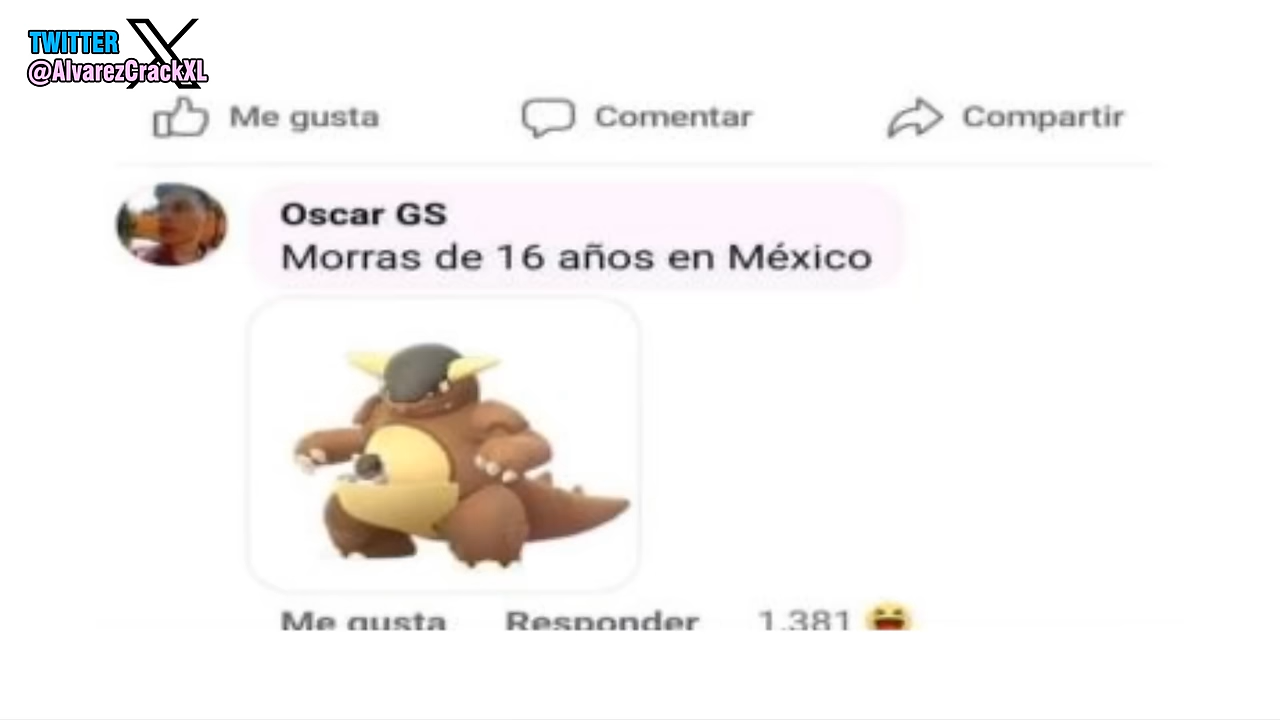 TWITTER
@AlvarezCrackXL
Me gusta Comentar Compartir
Oscar GS
Morras de 16 años en México
Me gusta Responder 1.381